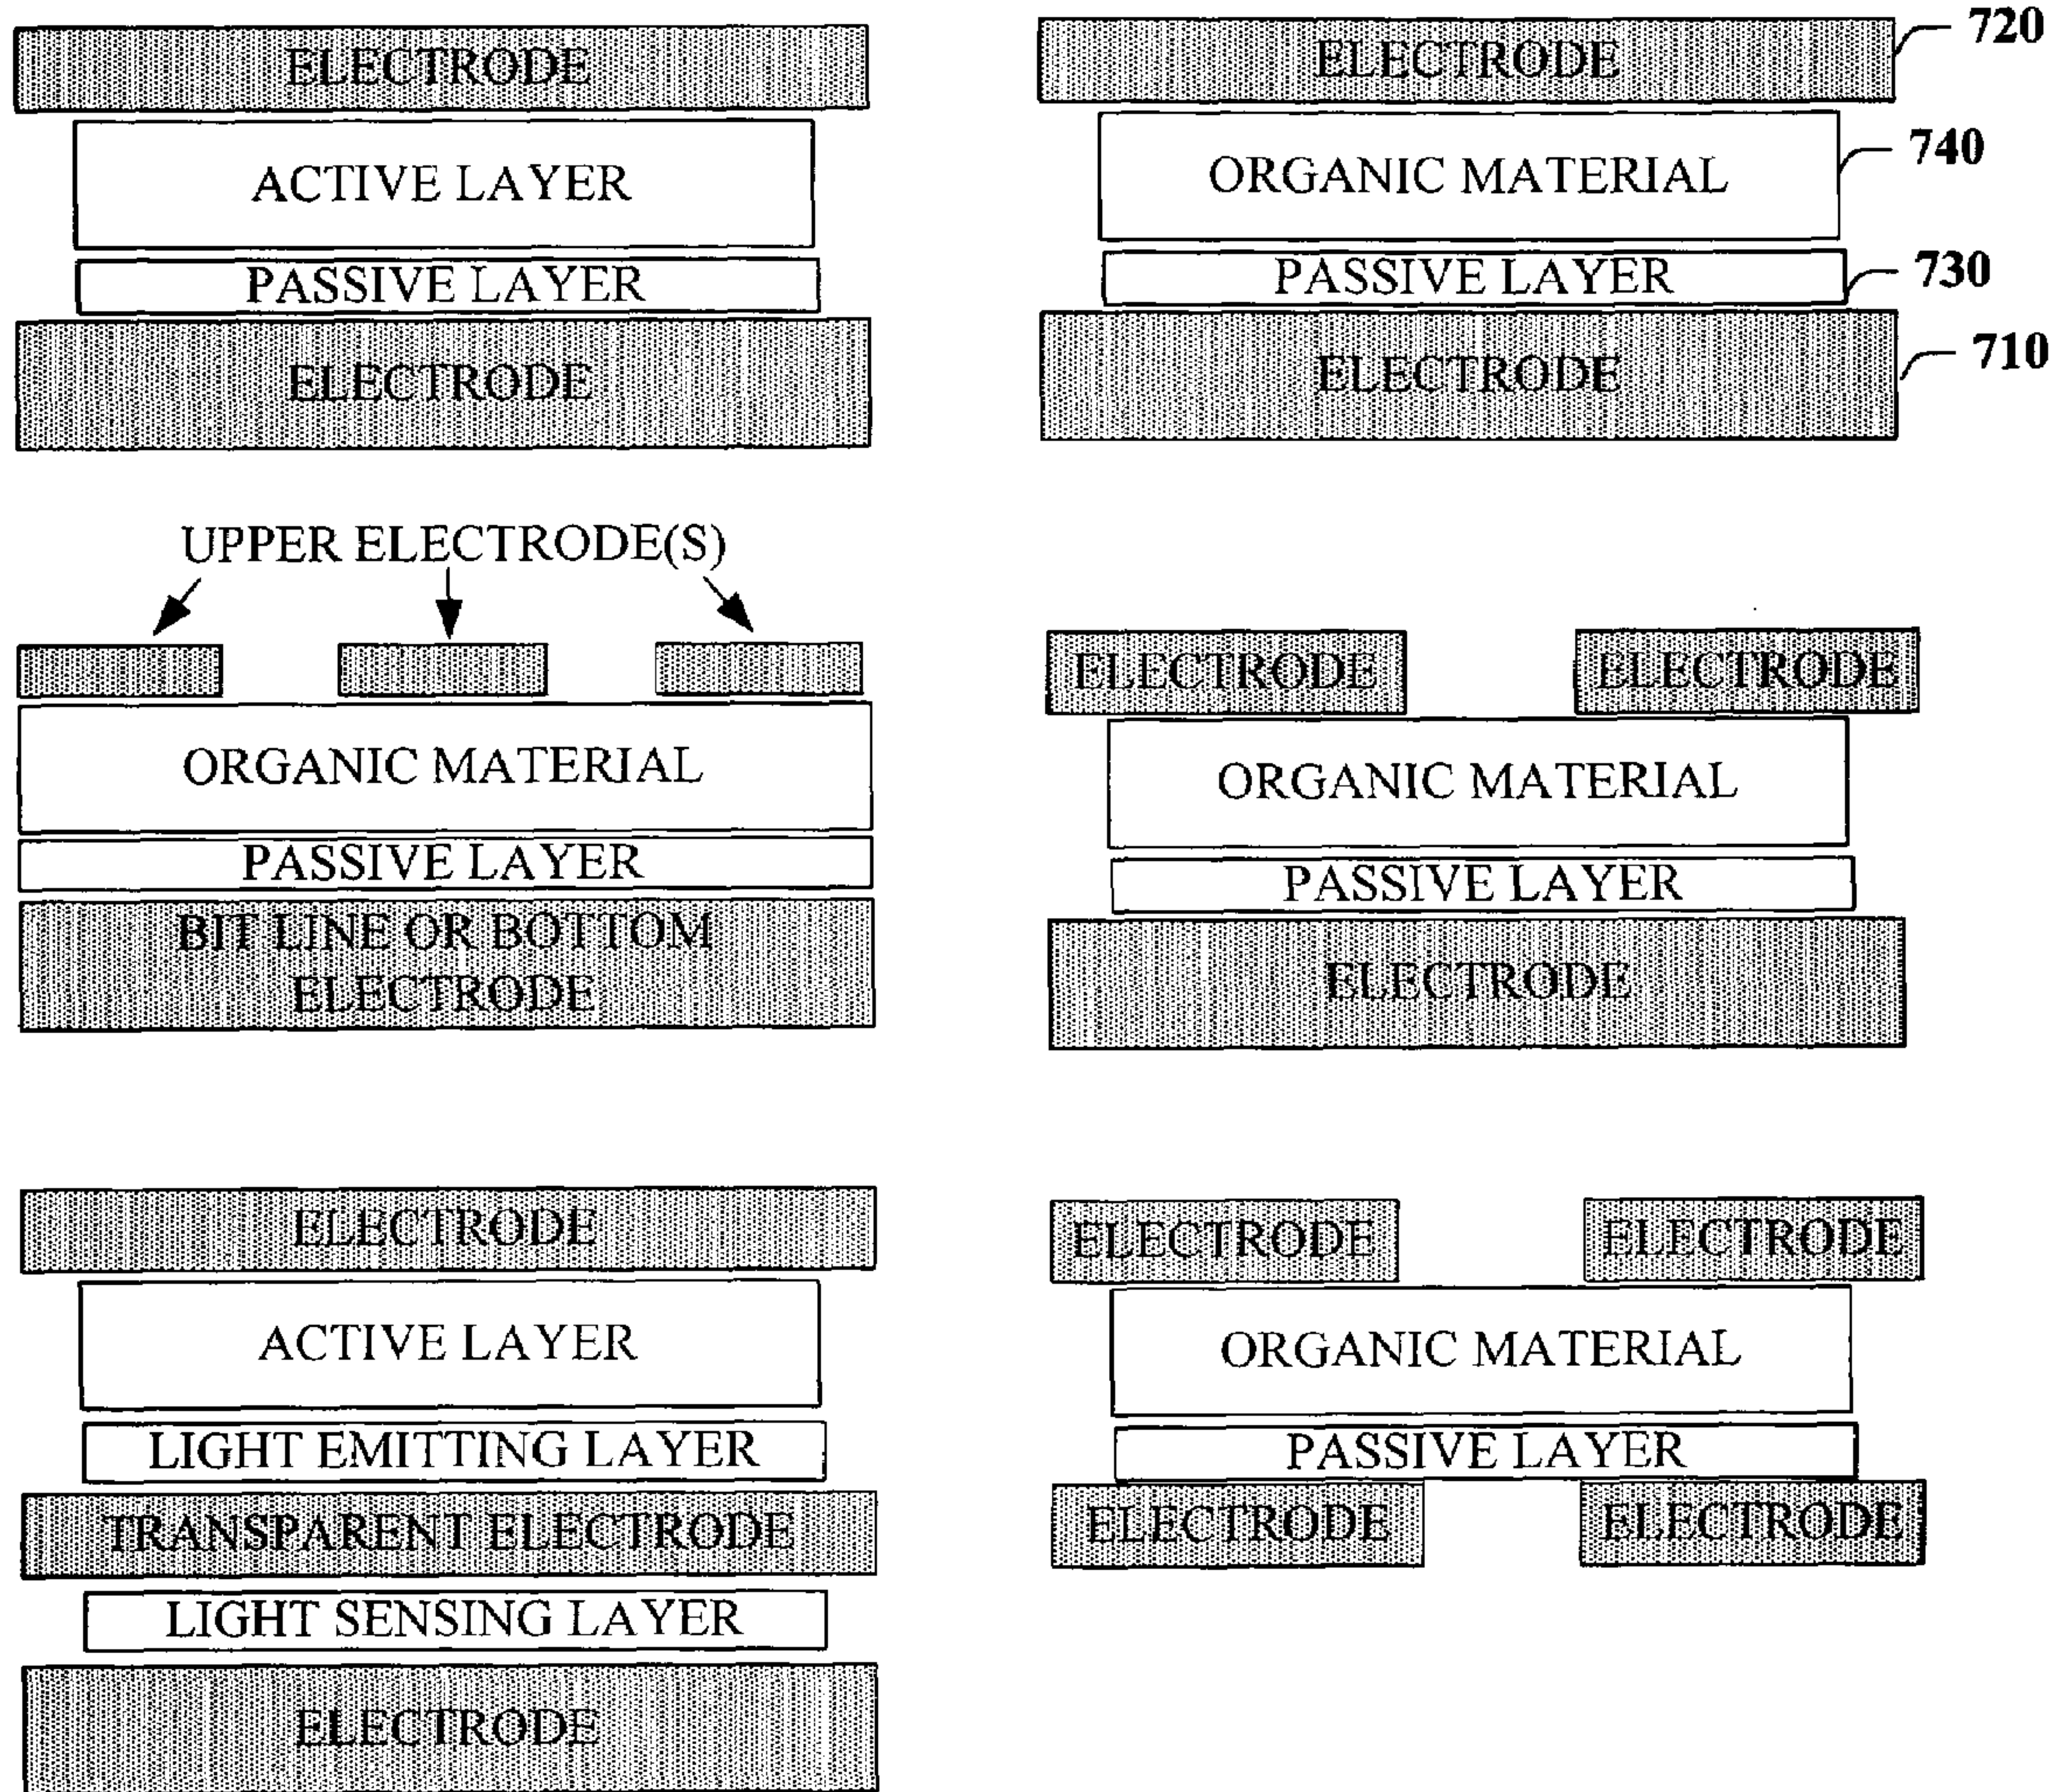 ELECTRODE
ACTIVE LAYER
PASSIVE LAYER
ELECTRODE
ELECTRODE
720
ORGANIC MATERIAL
740
PASSIVE LAYER
730
ELECTRODE
710
UPPER ELECTRODE(S)
ORGANIC MATERIAL
PASSIVE LAYER
BIT LINE OR BOTTOM
ELECTRODE
ELECTRODE
ELECTRODE
ORGANIC MATERIAL
PASSIVE LAYER
ELECTRODE
ELECTRODE
ACTIVE LAYER
LIGHT EMITTING LAYER
TRANSPARENT ELECTRODE
LIGHT SENSING LAYER
ELECTRODE
ELECTRODE
ELECTRODE
ORGANIC MATERIAL
PASSIVE LAYER
ELECTRODE
ELECTRODE